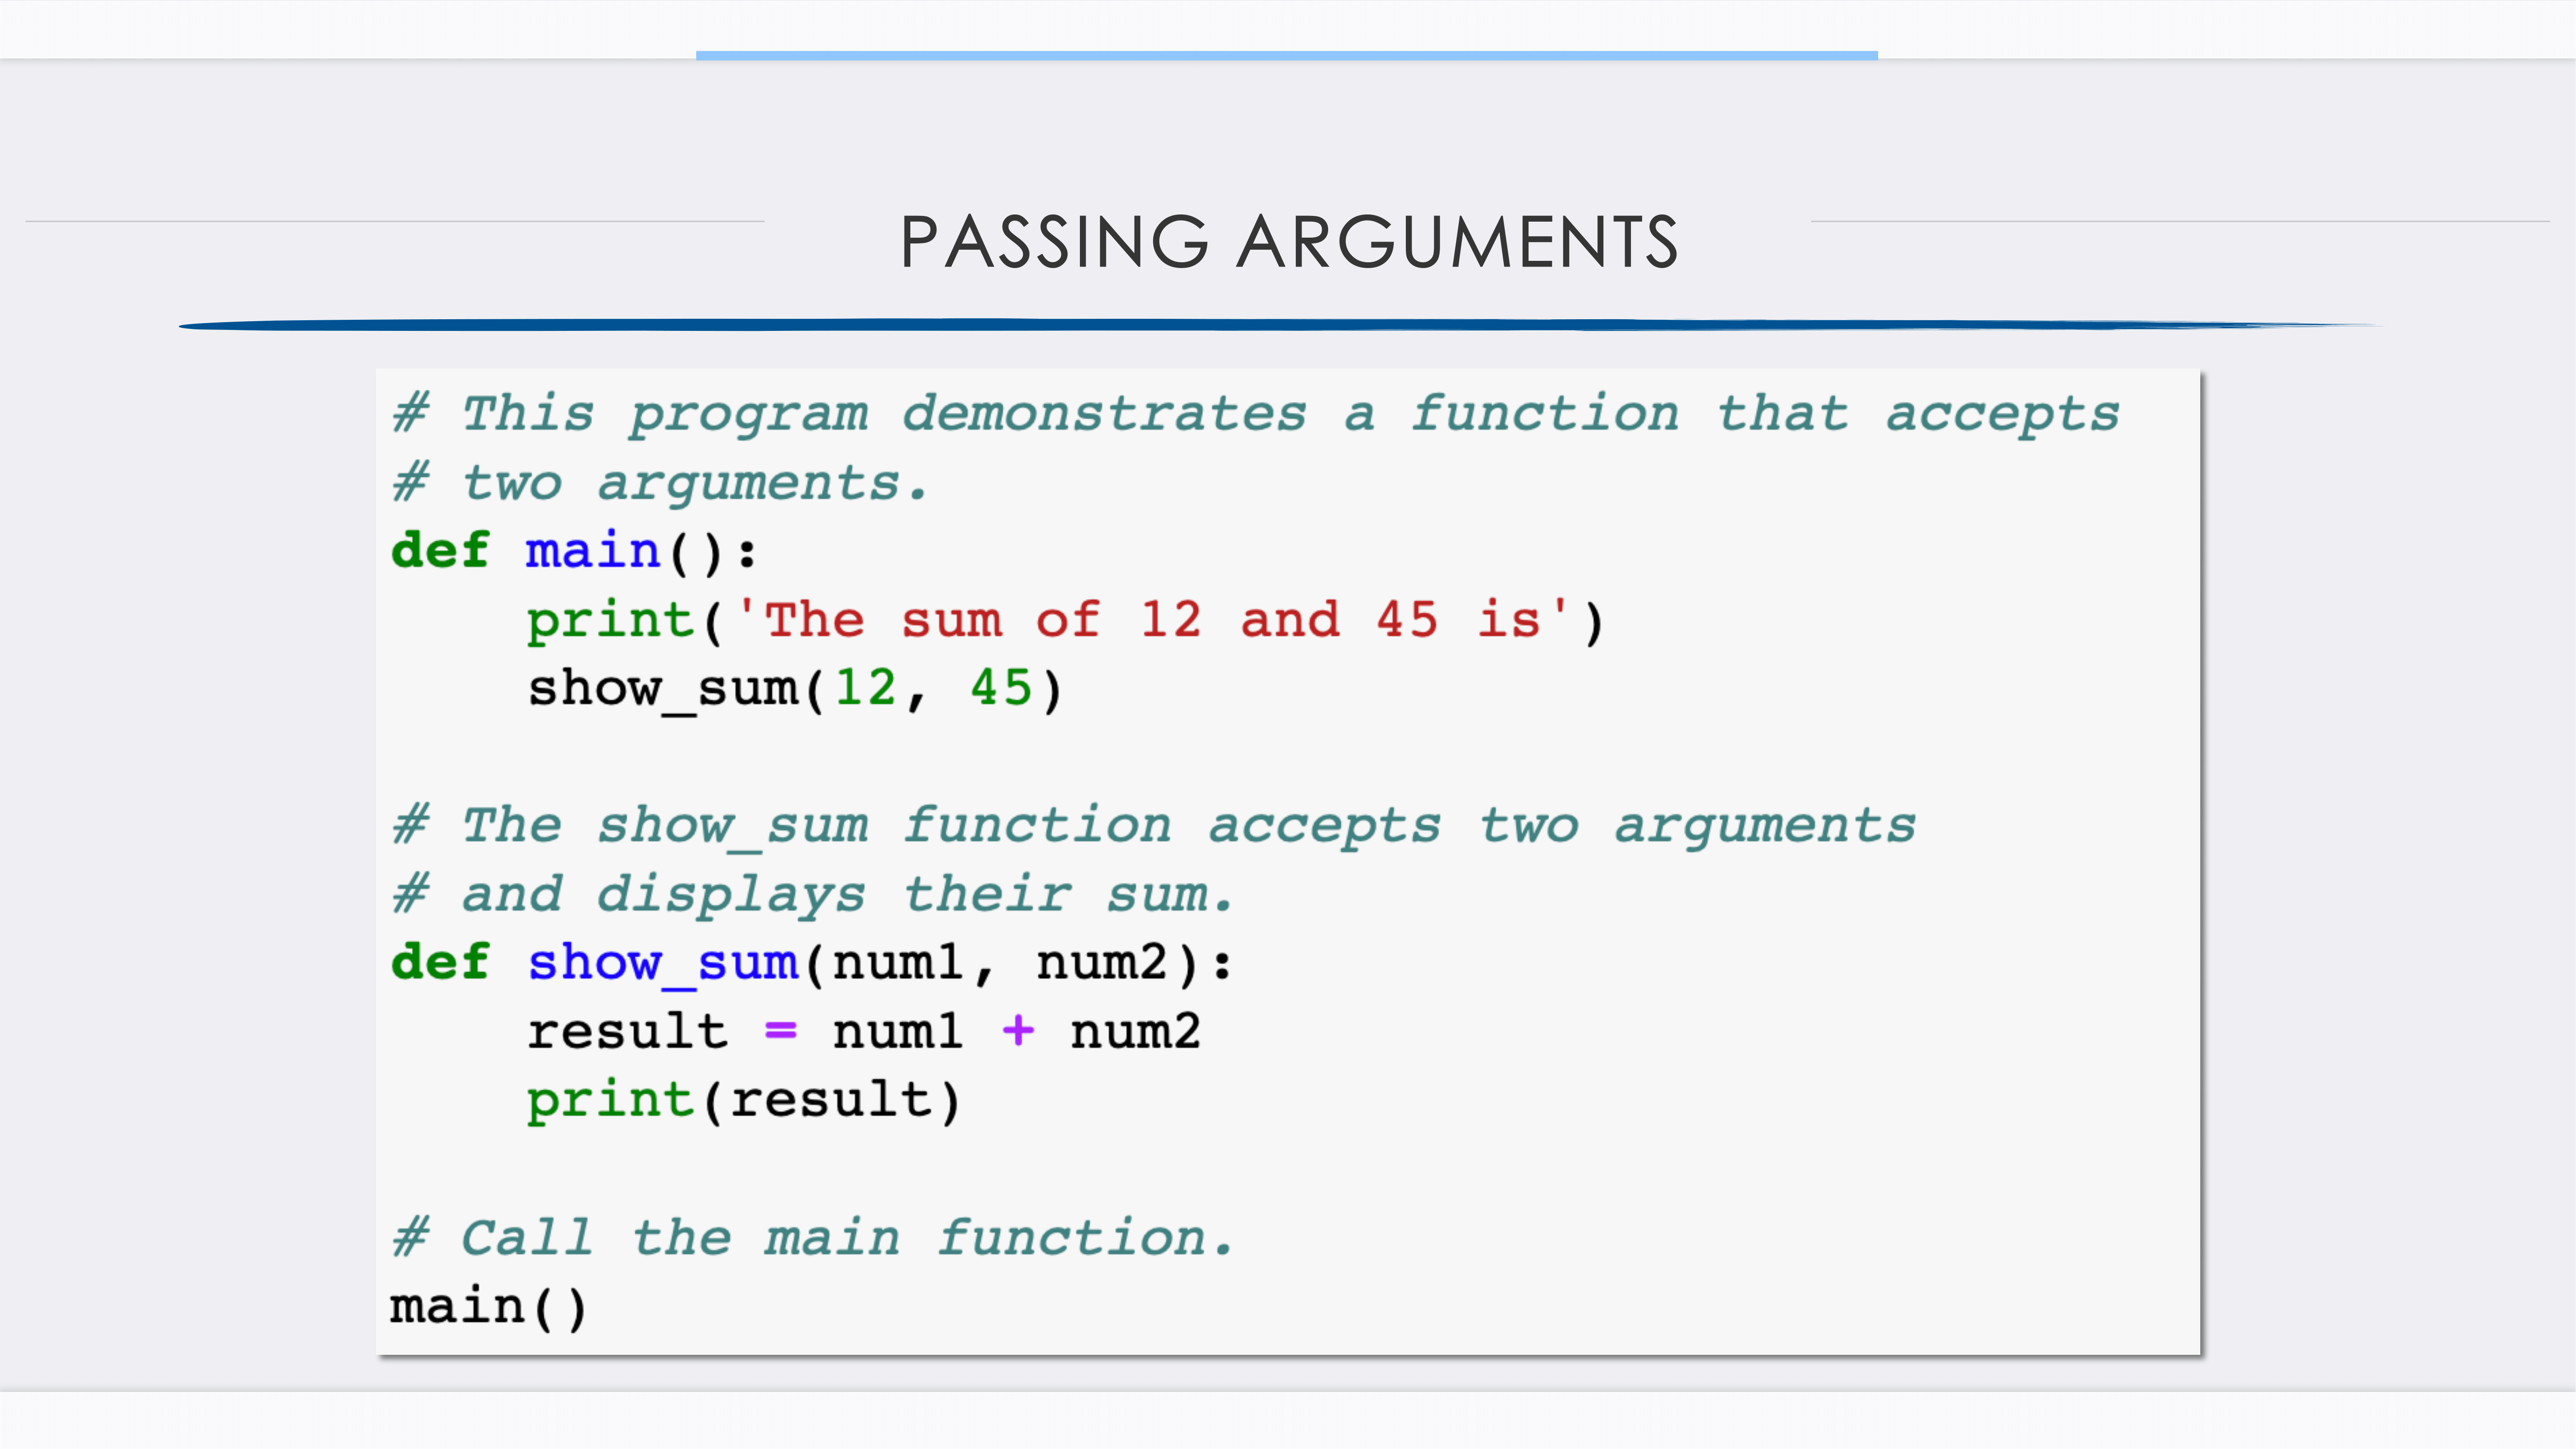 PASSING ARGUMENTS
# This program demonstrates a function that accepts
# two arguments.
def main():
    print('The sum of 12 and 45 is')
    show_sum(12, 45)
# The show_sum function accepts two arguments
# and displays their sum.
def show_sum(num1, num2):
    result = num1 + num2
    print(result)
# Call the main function.
main()